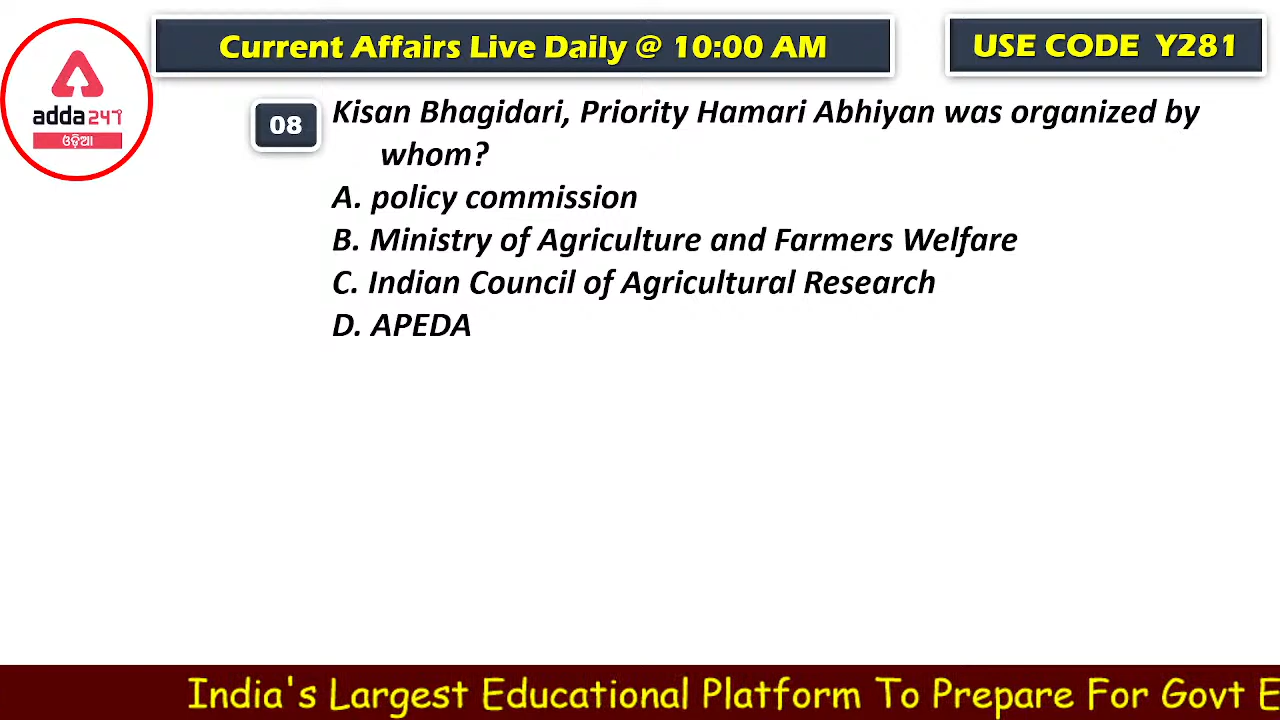 Current Affairs Live Daily @ 10:00 AM
USE CODE Y281
adda247
ଓଡ଼ିଆ
08
Kisan Bhagidari, Priority Hamari Abhiyan was organized by
whom?
A. policy commission
B. Ministry of Agriculture and Farmers Welfare
C. Indian Council of Agricultural Research
D. APEDA
India's Largest Educational Platform To Prepare For Govt E